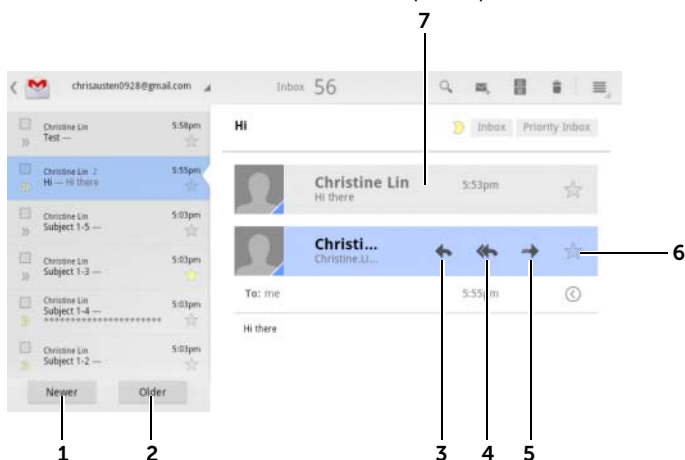 7
chrisausten0928@gmail.com
Inbox 56
Christine Lin 5:58pm
Test —
Christine Lin 2 5:55pm
Hi — Hi there
Christine Lin 5:03pm
Subject 1-5 —
Christine Lin 5:03pm
Subject 1-3 —
Christine Lin 5:03pm
Subject 1-4 —
***********************
Christine Lin 5:03pm
Subject 1-2 —
Newer Older
Hi Inbox Priority Inbox
Christine Lin 5:53pm
Hi there
Christi...
Christine.Li...
6
To: me 5:55pm
Hi there
1 2 3 4 5